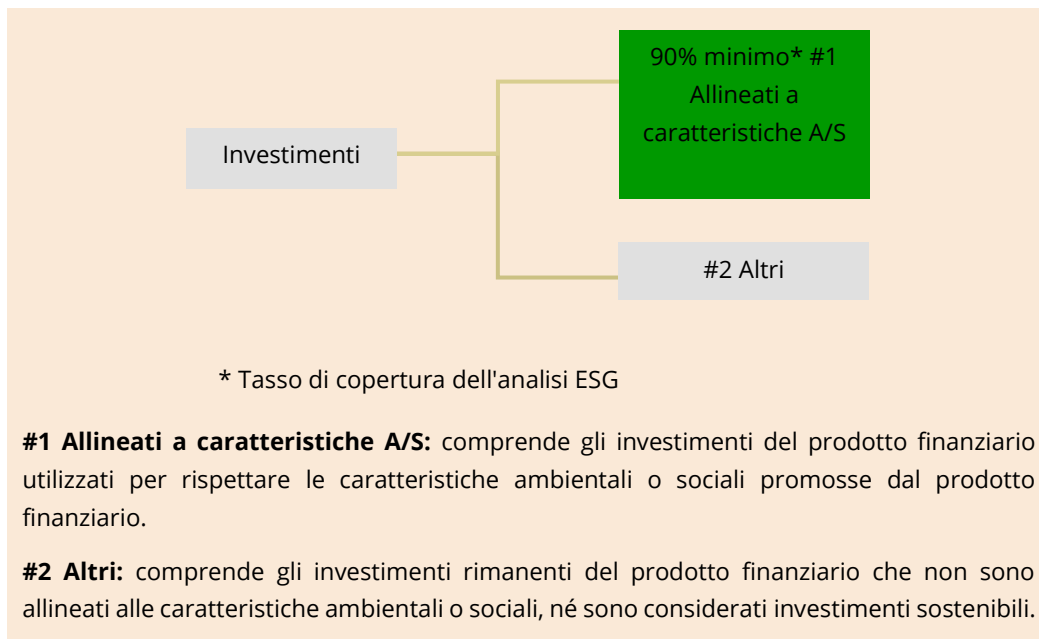 90% minimo* #1
Allineati a
caratteristiche A/S
Investimenti
#2 Altri
* Tasso di copertura dell'analisi ESG
#1 Allineati a caratteristiche A/S: comprende gli investimenti del prodotto finanziario
utilizzati per rispettare le caratteristiche ambientali o sociali promosse dal prodotto
finanziario.
#2 Altri: comprende gli investimenti rimanenti del prodotto finanziario che non sono
allineati alle caratteristiche ambientali o sociali, né sono considerati investimenti sostenibili.